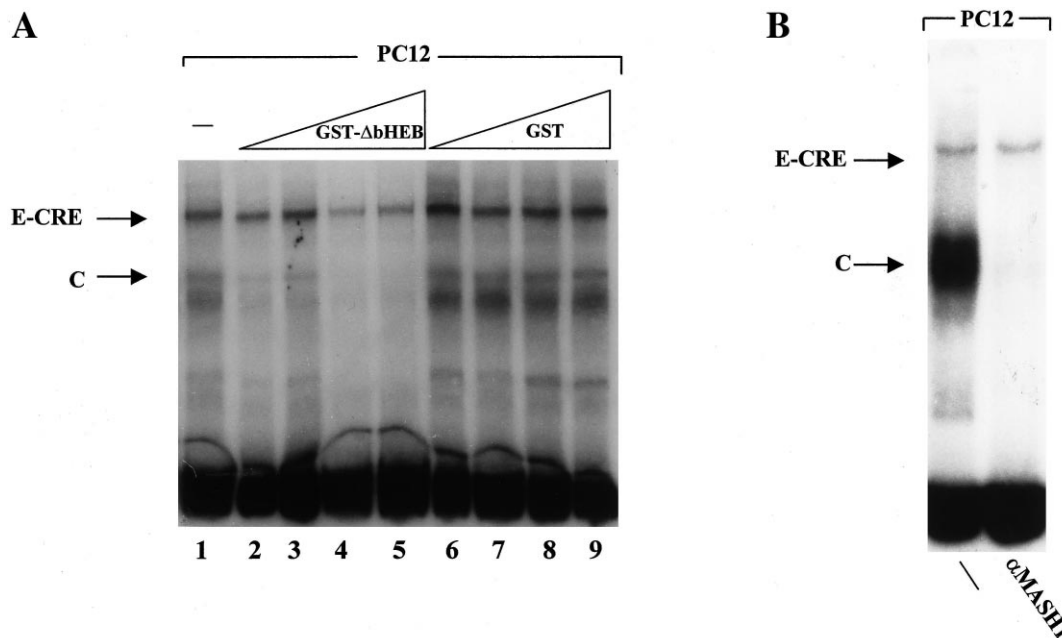 A
PC12
—
GST-ΔbHEB
GST
E-CRE
C
1 2 3 4 5 6 7 8 9
B
PC12
E-CRE
C
—
αMASH1